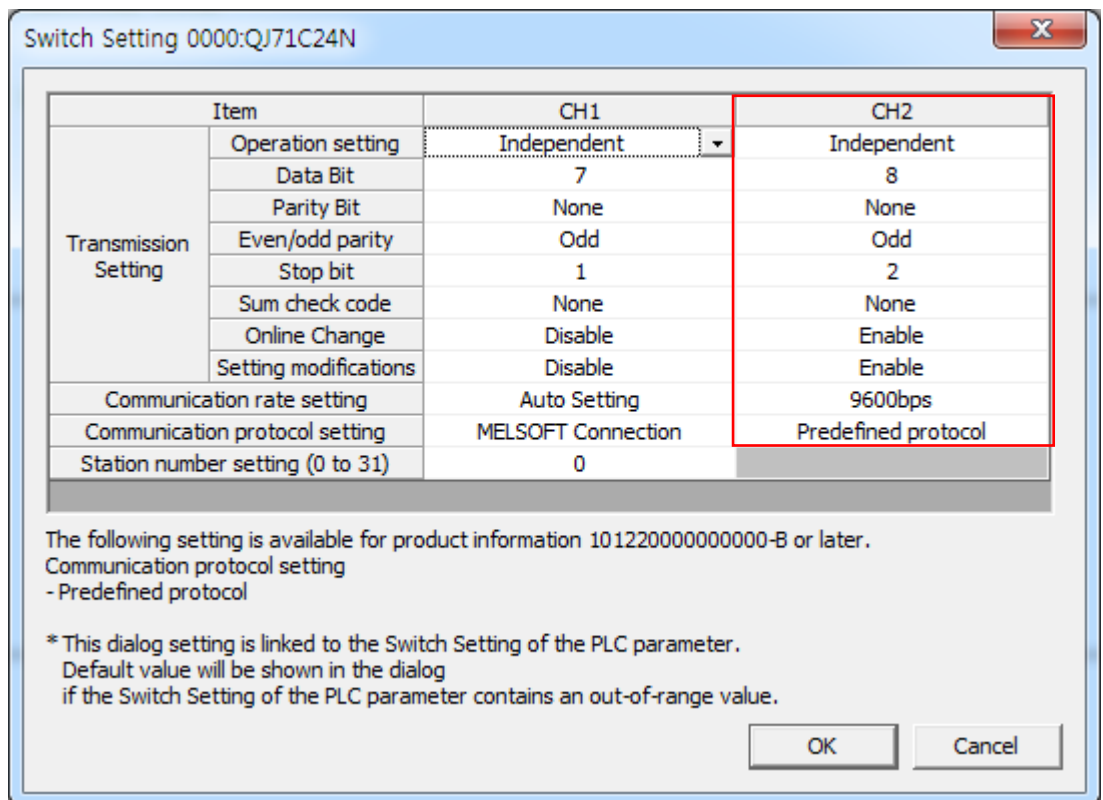 Switch Setting 0000:QJ71C24N
Item CH1 CH2
Transmission Setting
Operation setting Independent Independent
Data Bit 7 8
Parity Bit None None
Even/odd parity Odd Odd
Stop bit 1 2
Sum check code None None
Online Change Disable Enable
Setting modifications Disable Enable
Communication rate setting Auto Setting 9600bps
Communication protocol setting MELSOFT Connection Predefined protocol
Station number setting (0 to 31) 0
The following setting is available for product information 101220000000000-B or later.
Communication protocol setting
- Predefined protocol
* This dialog setting is linked to the Switch Setting of the PLC parameter.
Default value will be shown in the dialog
if the Switch Setting of the PLC parameter contains an out-of-range value.
OK Cancel